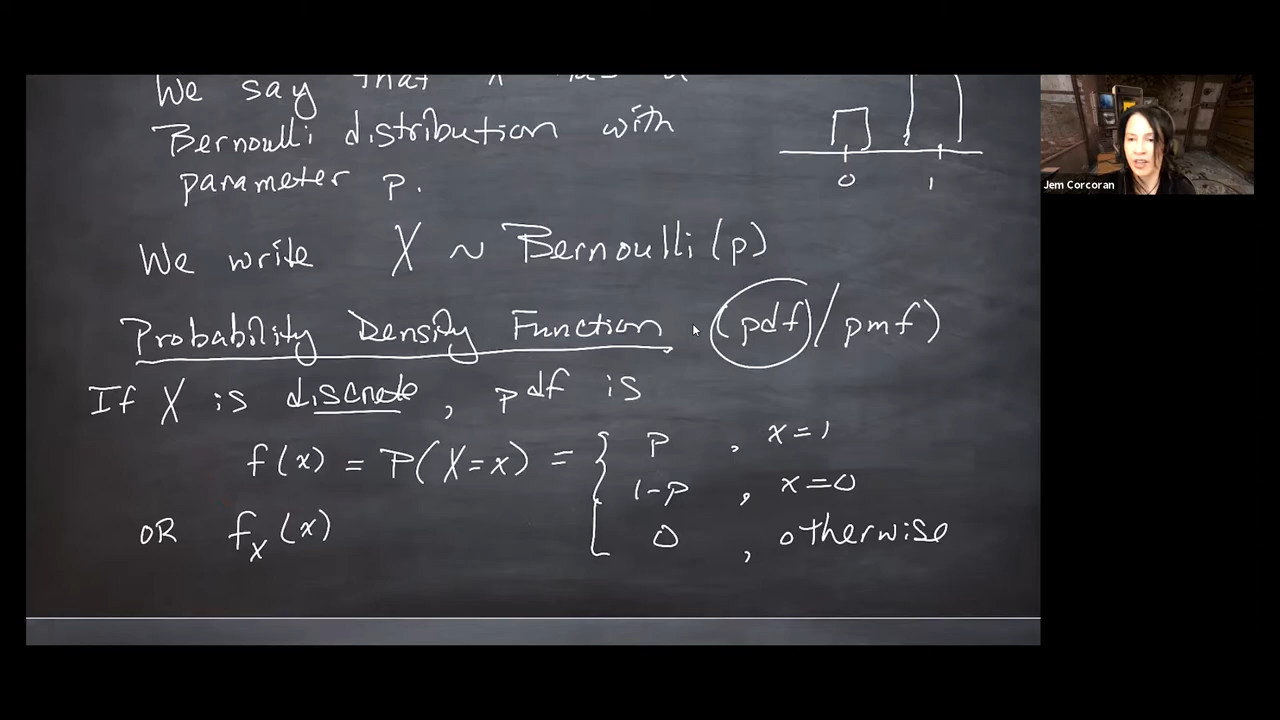 We say that X has a
Bernoulli distribution with
parameter p.
0 1
Jem Corcoran
We write X ~ Bernoulli (p)
Probability Density Function (pdf/pmf)
If X is discrete, pdf is
f(x) = P(X=x) = { p , x=1
1-p , x=0
0 , otherwise
OR f_X(x)